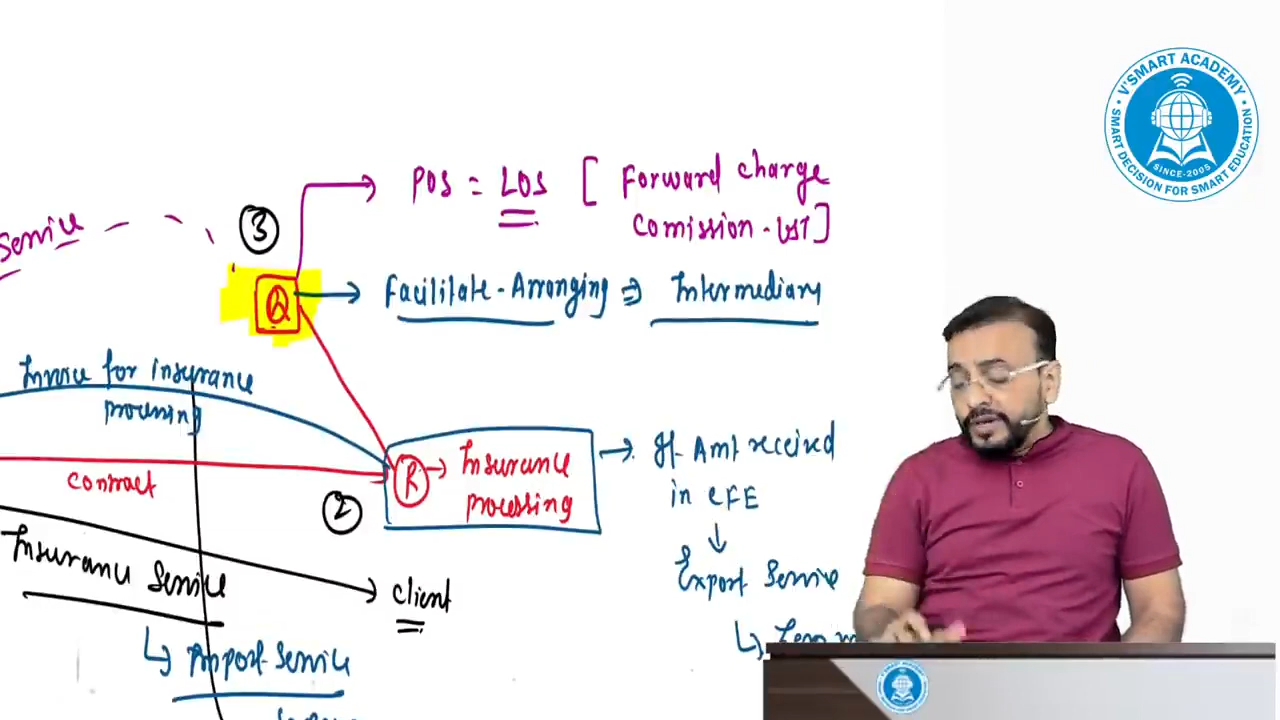 V'SMART ACADEMY
SINCE-2005
SMART DECISION FOR SMART EDUCATION
POS = LOS [ Forward charge
Comission -
Service
3
Q
Facilitate-Arranging ⇒ Intermediary
Invoice for insurance
processing
contract
2
R → Insurance
processing
→ If Amt received
in CFE
↓
Export Service
Insurance Service
client
Import-Service